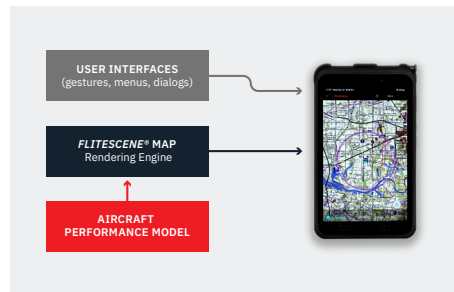 USER INTERFACES
(gestures, menus, dialogs)
FLITESCENE® MAP
Rendering Engine
AIRCRAFT
PERFORMANCE MODEL